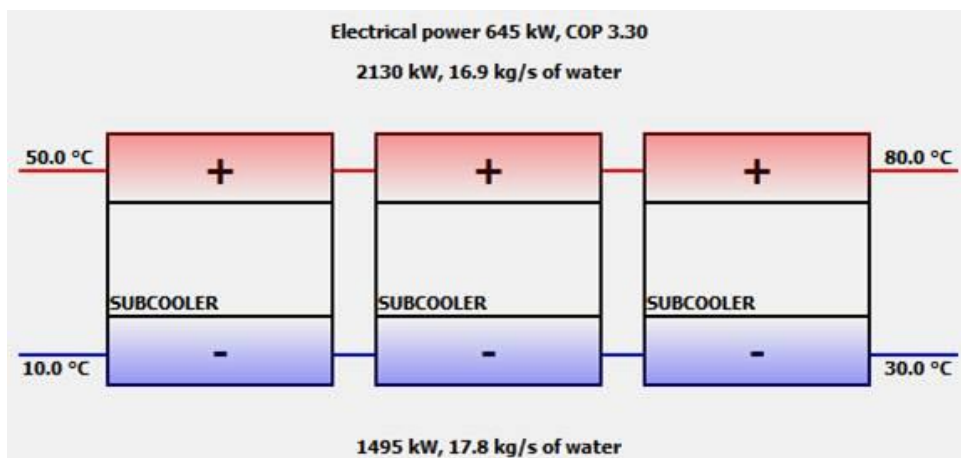 Electrical power 645 kW, COP 3.30
2130 kW, 16.9 kg/s of water
50.0 °C
+
+
+
80.0 °C
SUBCOOLER
SUBCOOLER
SUBCOOLER
10.0 °C
-
-
-
30.0 °C
1495 kW, 17.8 kg/s of water